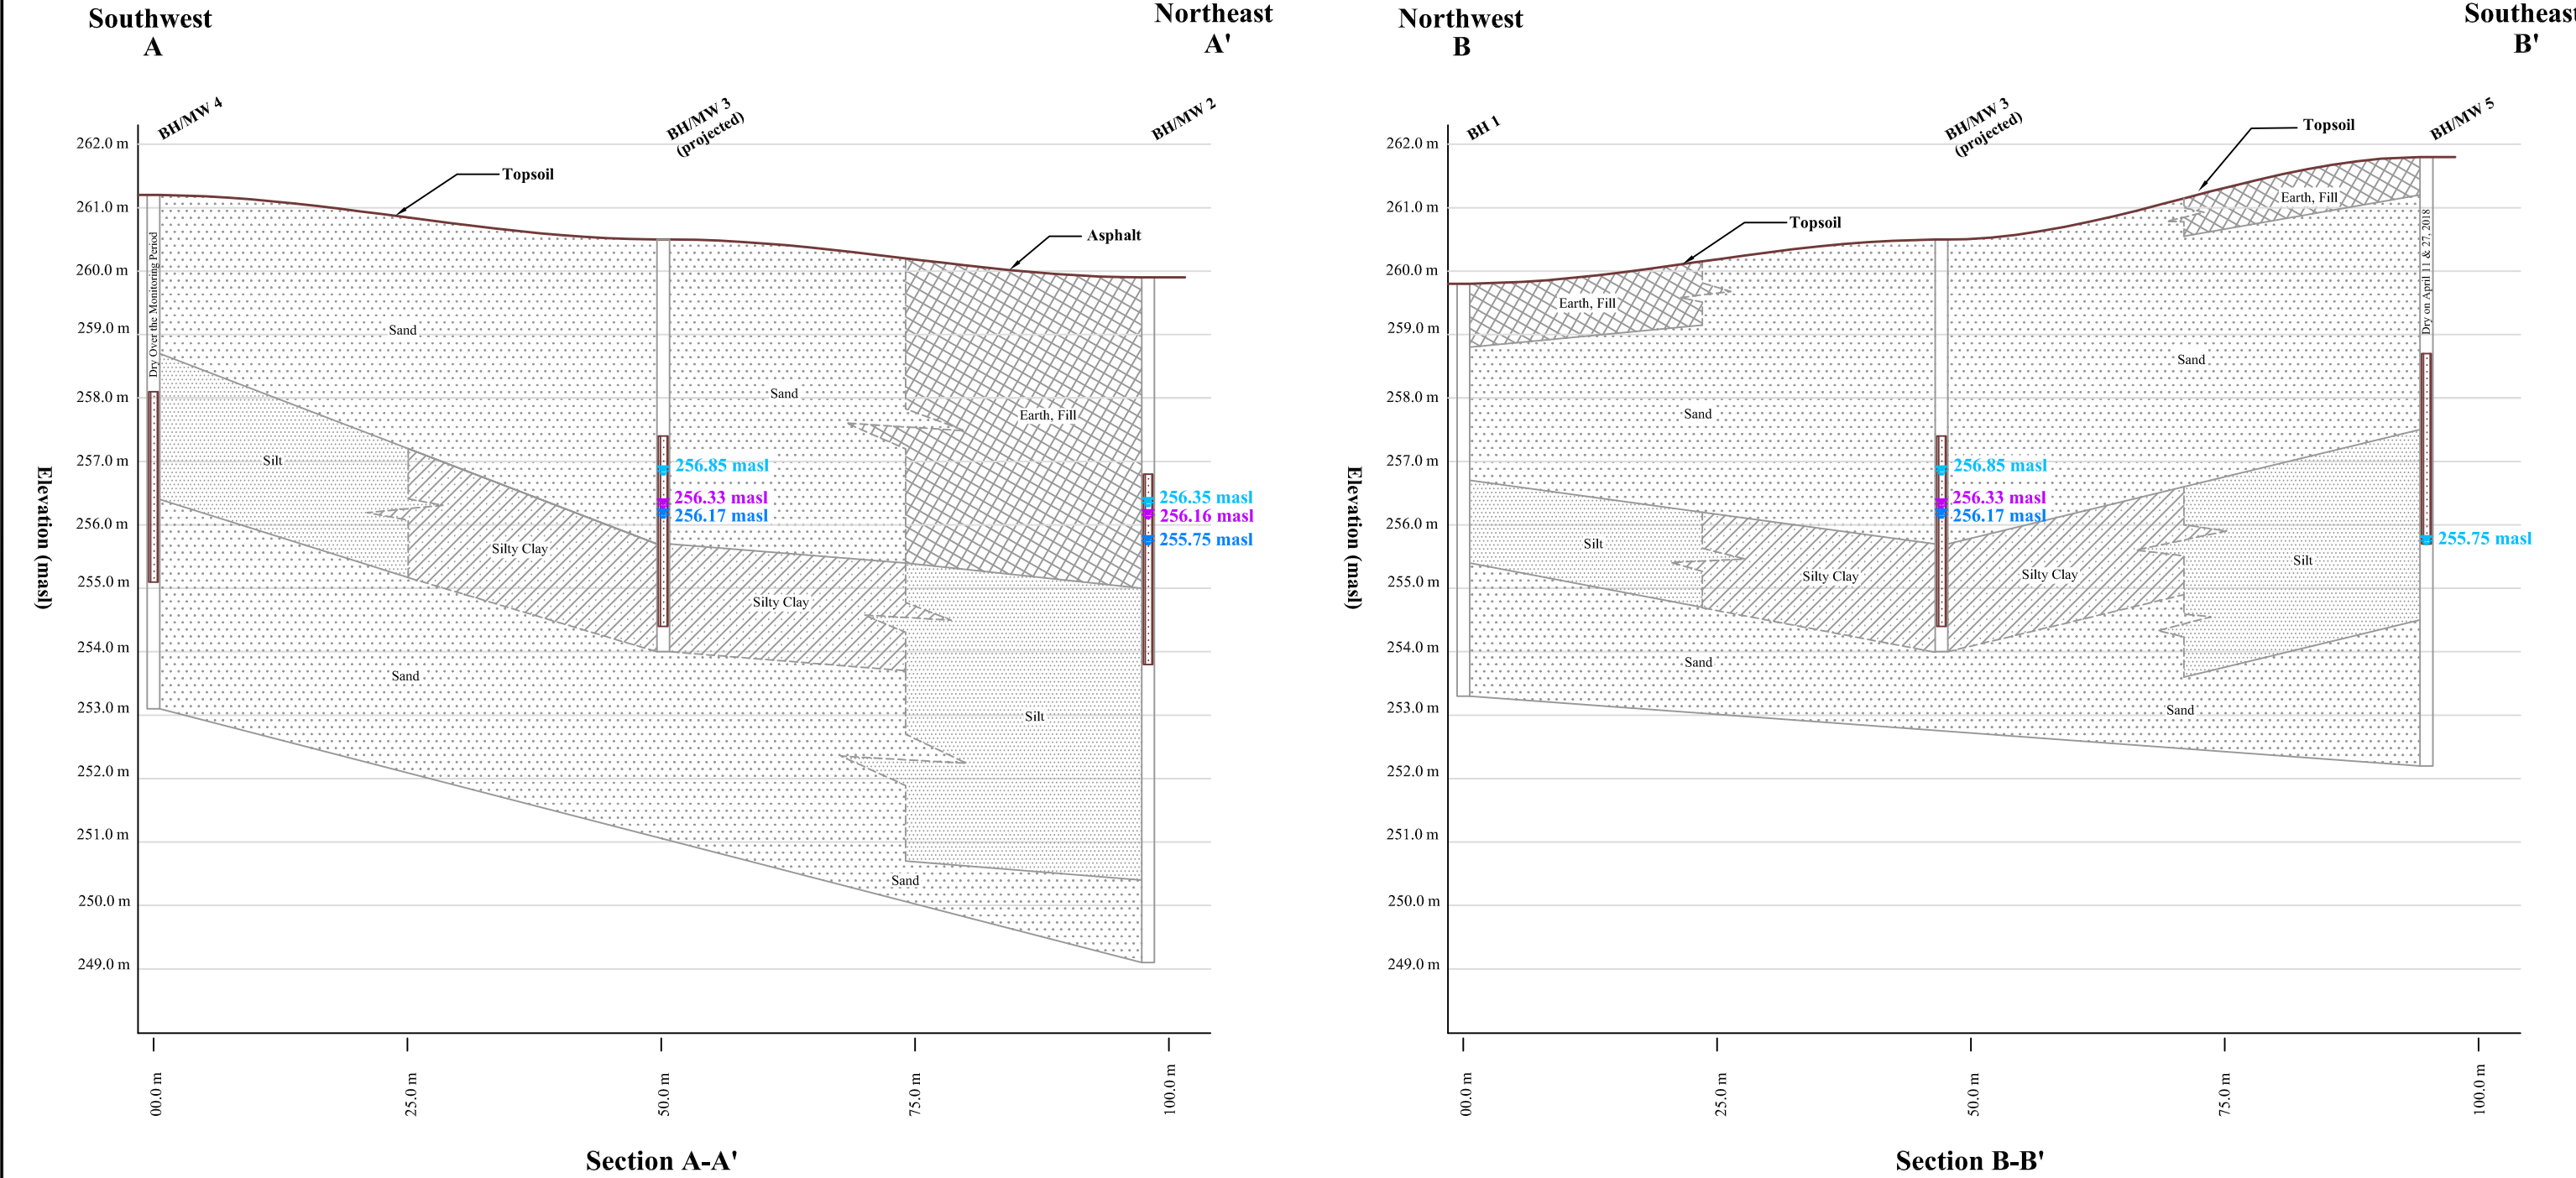 Southwest
A
Northeast
A'
BH/MW 4
BH/MW 3
(projected)
BH/MW 2
262.0 m
261.0 m
260.0 m
259.0 m
258.0 m
257.0 m
256.0 m
255.0 m
254.0 m
253.0 m
252.0 m
251.0 m
250.0 m
249.0 m
Elevation (masl)
Topsoil
Asphalt
Dry Over the Monitoring Period
Sand
Sand
Earth, Fill
Silt
256.85 masl
256.33 masl
256.17 masl
256.35 masl
256.16 masl
255.75 masl
Silty Clay
Silty Clay
Sand
Silt
Sand
00.0 m
25.0 m
50.0 m
75.0 m
100.0 m
Section A-A'
Northwest
B
Southeast
B'
BH 1
BH/MW 3
(projected)
BH/MW 5
262.0 m
261.0 m
260.0 m
259.0 m
258.0 m
257.0 m
256.0 m
255.0 m
254.0 m
253.0 m
252.0 m
251.0 m
250.0 m
249.0 m
Elevation (masl)
Topsoil
Topsoil
Earth, Fill
Earth, Fill
Dry on April 11 & 27, 2018
Sand
Sand
256.85 masl
256.33 masl
256.17 masl
255.75 masl
Silt
Silty Clay
Silty Clay
Silt
Sand
Sand
00.0 m
25.0 m
50.0 m
75.0 m
100.0 m
Section B-B'